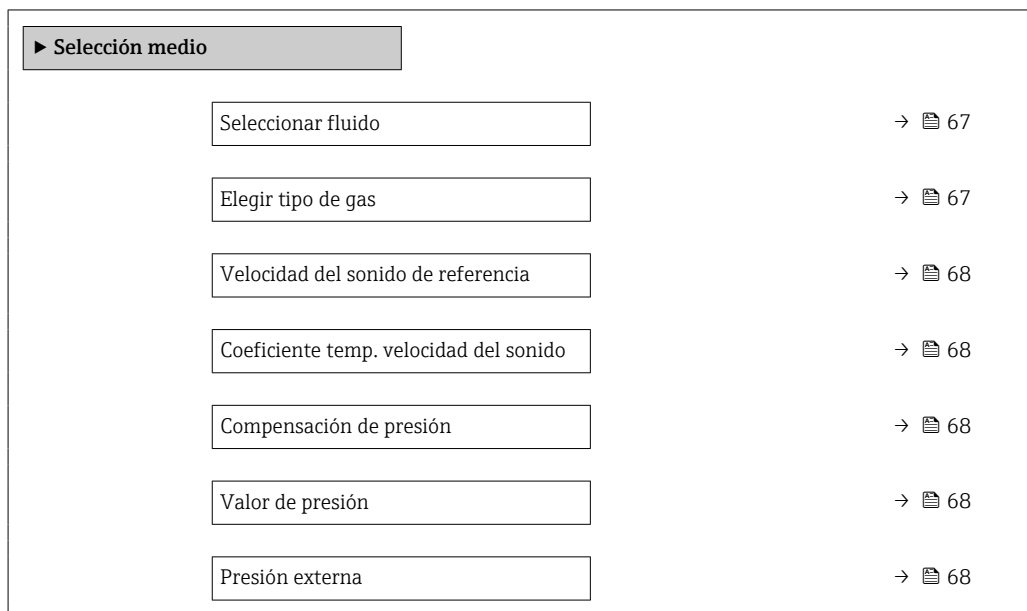 ▶ Selección medio
Seleccionar fluido → 67
Elegir tipo de gas → 67
Velocidad del sonido de referencia → 68
Coeficiente temp. velocidad del sonido → 68
Compensación de presión → 68
Valor de presión → 68
Presión externa → 68